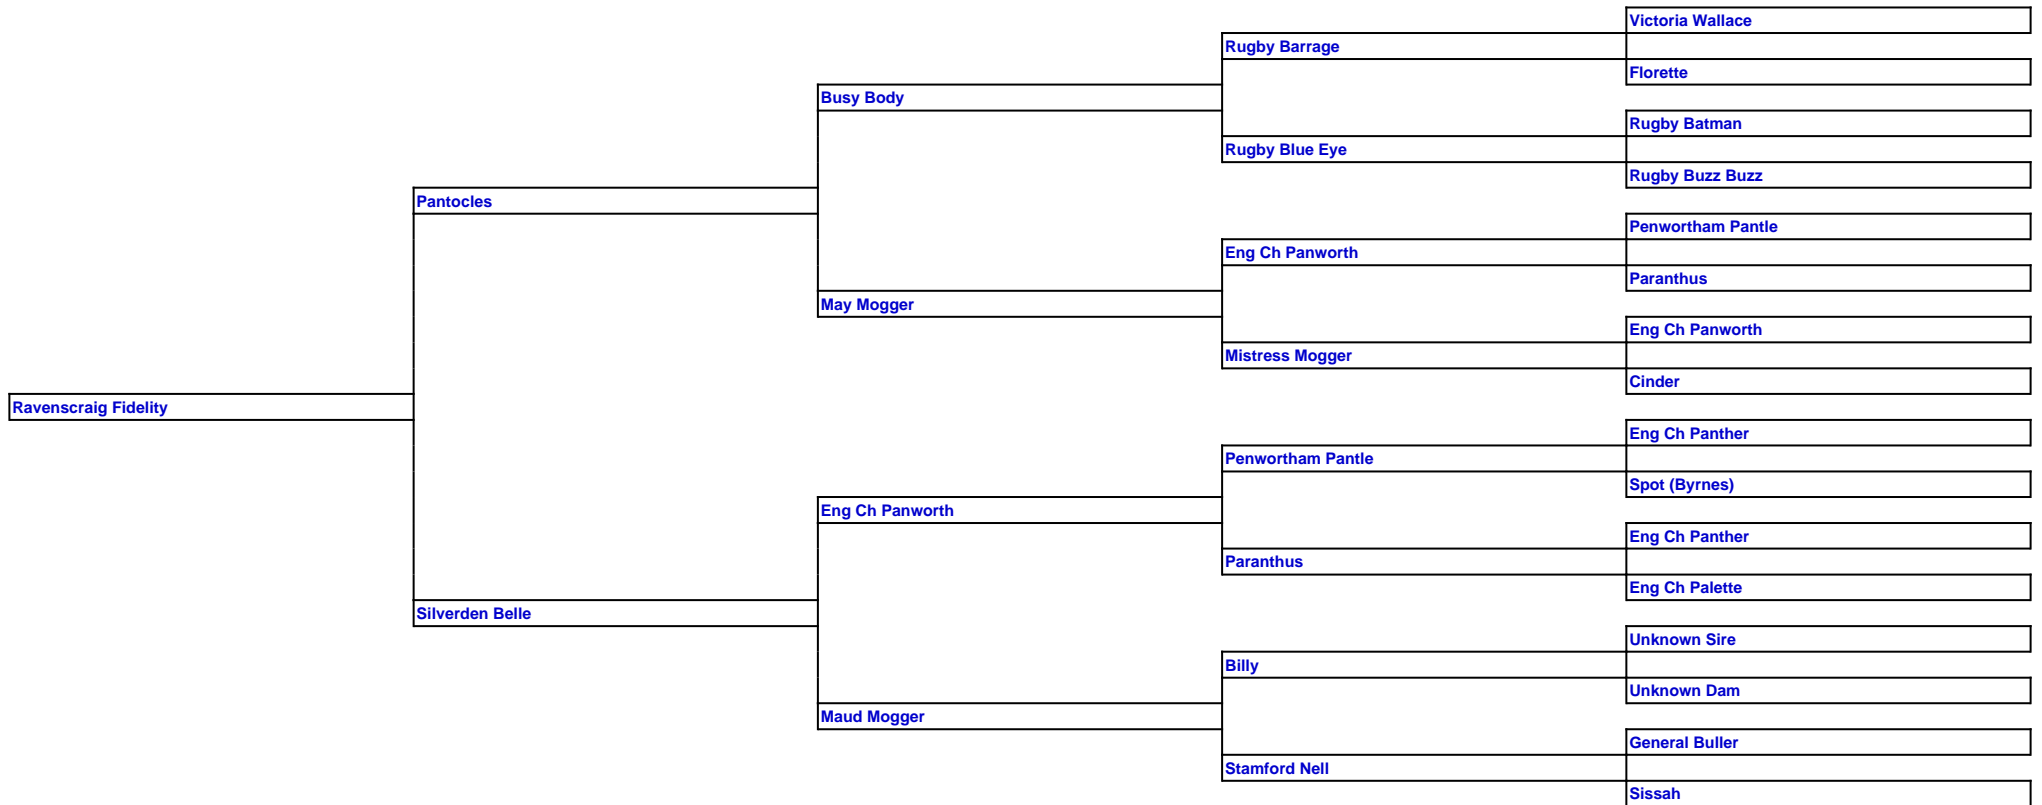 Victoria Wallace
Rugby Barrage
Florette
Busy Body
Rugby Batman
Rugby Blue Eye
Rugby Buzz Buzz
Pantocles
Penwortham Pantle
Eng Ch Panworth
Paranthus
May Mogger
Eng Ch Panworth
Mistress Mogger
Cinder
Ravenscraig Fidelity
Eng Ch Panther
Penwortham Pantle
Spot (Byrnes)
Eng Ch Panworth
Eng Ch Panther
Paranthus
Eng Ch Palette
Silverden Belle
Unknown Sire
Billy
Unknown Dam
Maud Mogger
General Buller
Stamford Nell
Sissah